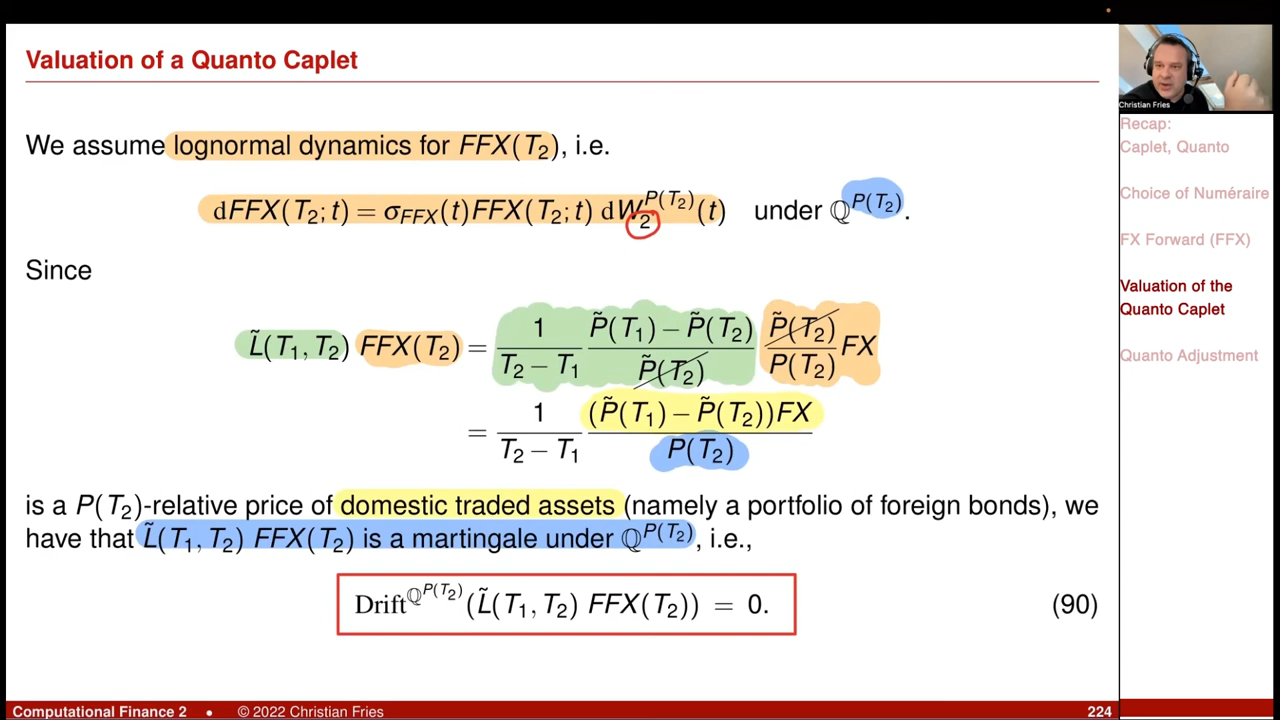 Valuation of a Quanto Caplet
Christian Fries
Recap:
Caplet, Quanto
Choice of Numéraire
FX Forward (FFX)
Valuation of the
Quanto Caplet
Quanto Adjustment
We assume lognormal dynamics for FFX(T₂), i.e.
dFFX(T₂; t) = σ_FFX(t)FFX(T₂; t) dW₂^P(T₂)(t) under ℚ^P(T₂).
Since
L̃(T₁, T₂) FFX(T₂) = 1/(T₂ − T₁) (P̃(T₁) − P̃(T₂))/P̃(T₂) P̃(T₂)/P(T₂) FX
= 1/(T₂ − T₁) ((P̃(T₁) − P̃(T₂))FX)/P(T₂)
is a P(T₂)-relative price of domestic traded assets (namely a portfolio of foreign bonds), we
have that L̃(T₁, T₂) FFX(T₂) is a martingale under ℚ^P(T₂), i.e.,
Drift^ℚ^P(T₂)(L̃(T₁, T₂) FFX(T₂)) = 0. (90)
Computational Finance 2 • © 2022 Christian Fries 224